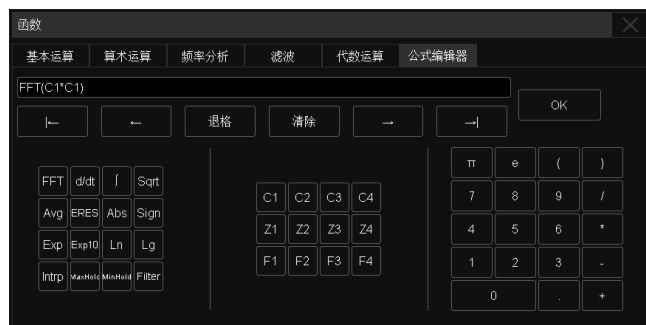 函数
基本运算 算术运算 频率分析 滤波 代数运算 公式编辑器
FFT(C1*C1)
OK
|← ← 退格 清除 → →|
π e ( )
FFT d/dt ∫ Sqrt
7 8 9 /
C1 C2 C3 C4
Avg ERES Abs Sign
4 5 6 *
Z1 Z2 Z3 Z4
Exp Exp10 Ln Lg
1 2 3 -
F1 F2 F3 F4
Intrp MaxHold MinHold Filter
0 . +